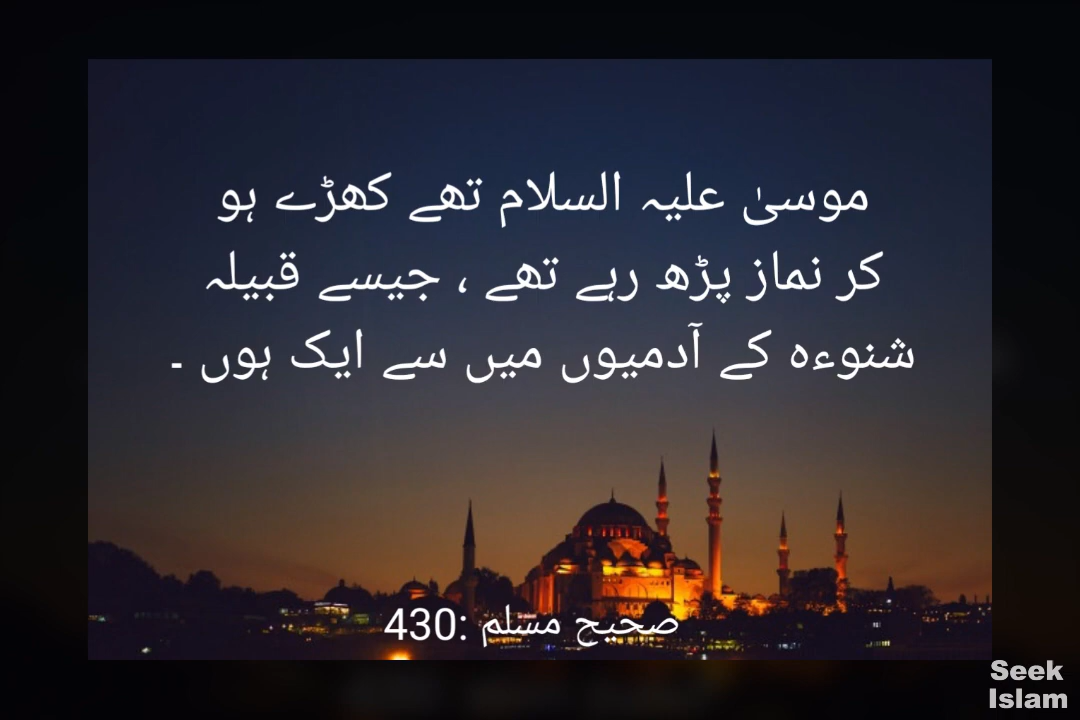 موسیٰ علیہ السلام تھے کھڑے ہو
کر نماز پڑھ رہے تھے ، جیسے قبیلہ
شنوءہ کے آدمیوں میں سے ایک ہوں ۔
صحیح مسلم :430
Seek
Islam